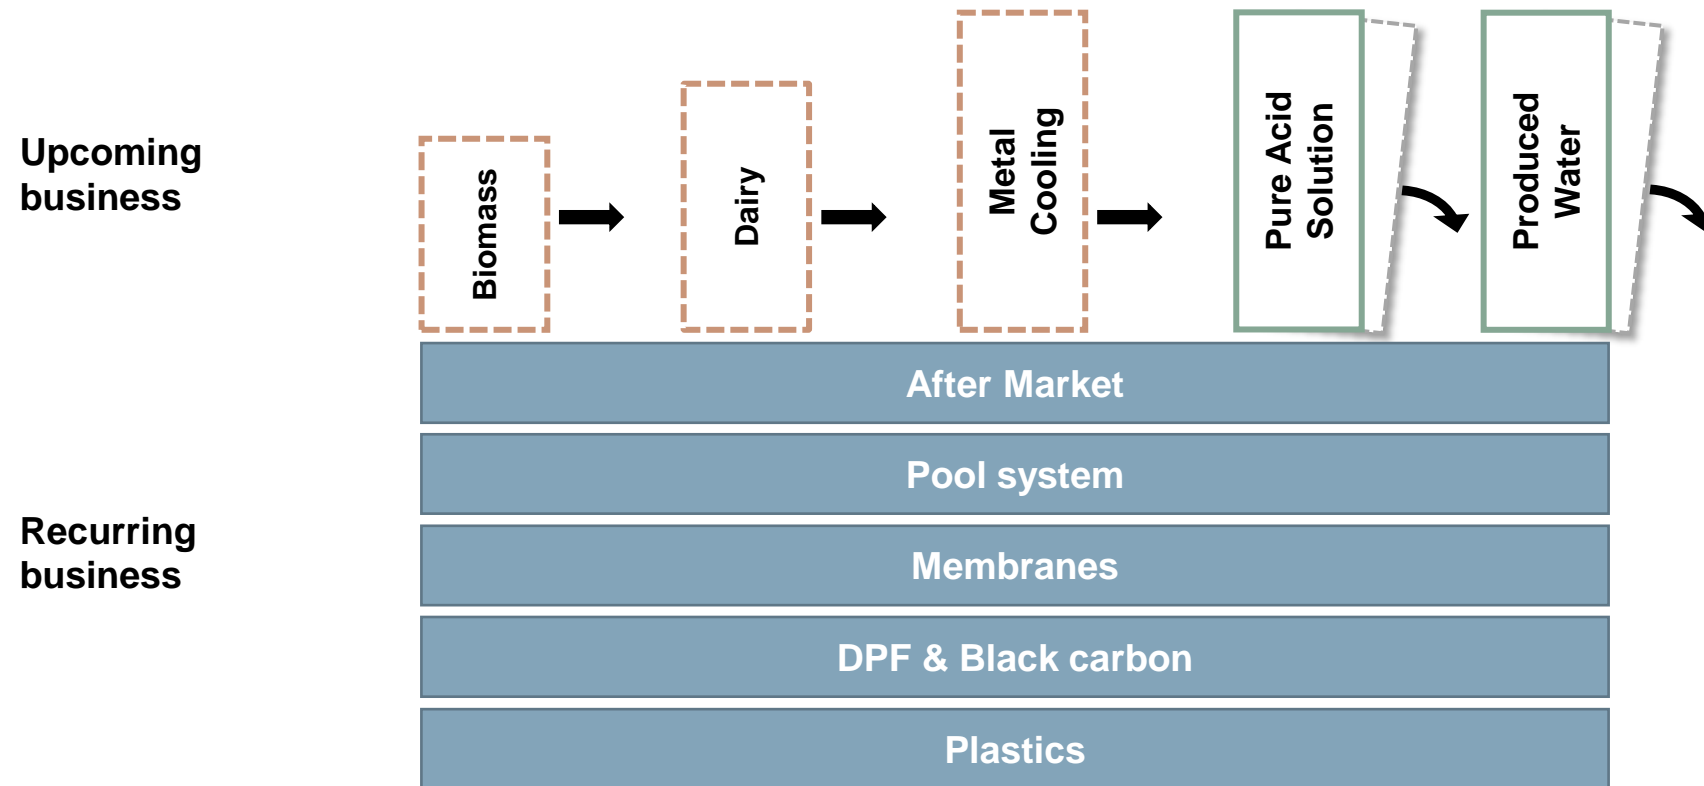 Upcoming
business
Biomass
Dairy
Metal
Cooling
Pure Acid
Solution
Produced
Water
Recurring
business
After Market
Pool system
Membranes
DPF & Black carbon
Plastics